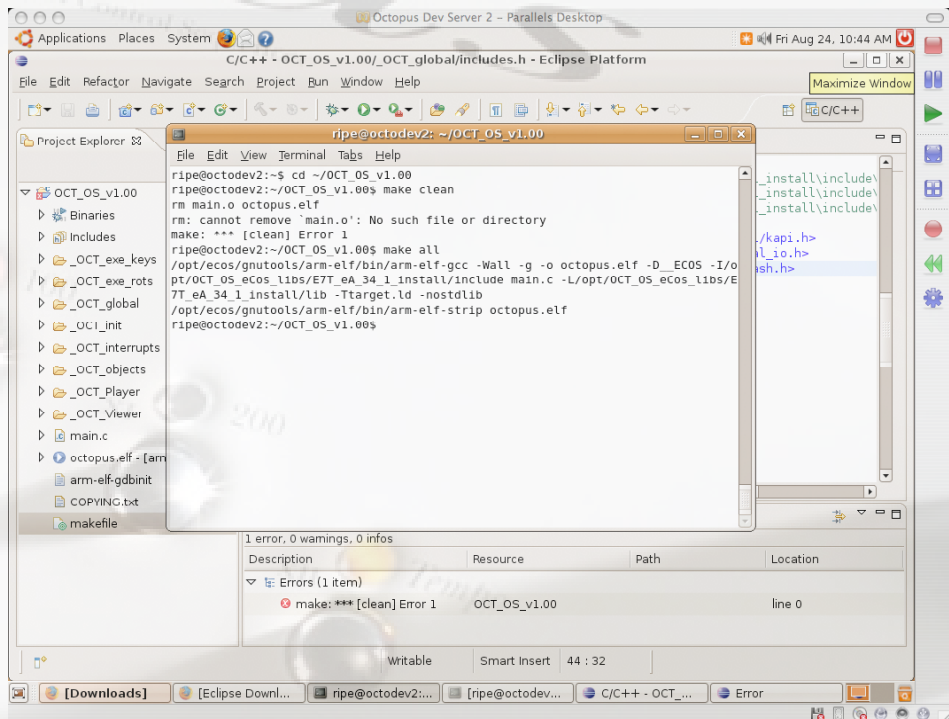 Octopus Dev Server 2 – Parallels Desktop
Applications Places System Fri Aug 24, 10:44 AM
C/C++ - OCT_OS_v1.00/_OCT_global/includes.h - Eclipse Platform
File Edit Refactor Navigate Search Project Run Window Help
Maximize Window
C/C++
Project Explorer
ripe@octodev2: ~/OCT_OS_v1.00
File Edit View Terminal Tabs Help
ripe@octodev2:~$ cd ~/OCT_OS_v1.00
ripe@octodev2:~/OCT_OS_v1.00$ make clean
rm main.o octopus.elf
rm: cannot remove `main.o': No such file or directory
make: *** [clean] Error 1
ripe@octodev2:~/OCT_OS_v1.00$ make all
/opt/ecos/gnutools/arm-elf/bin/arm-elf-gcc -Wall -g -o octopus.elf -D__ECOS -I/o
pt/OCT_OS_eCos_libs/E7T_eA_34_1_install/include main.c -L/opt/OCT_OS_eCos_libs/E
7T_eA_34_1_install/lib -Ttarget.ld -nostdlib
/opt/ecos/gnutools/arm-elf/bin/arm-elf-strip octopus.elf
ripe@octodev2:~/OCT_OS_v1.00$
_install\include\
_install\include\
_install\include\
/kapi.h>
al_io.h>
ash.h>
OCT_OS_v1.00
Binaries
Includes
_OCT_exe_keys
_OCT_exe_rots
_OCT_global
_OCT_init
_OCT_interrupts
_OCT_objects
_OCT_Player
_OCT_Viewer
main.c
octopus.elf - [arm
arm-elf-gdbinit
COPYING.txt
makefile
200
1 error, 0 warnings, 0 infos
Description Resource Path Location
Errors (1 item)
make: *** [clean] Error 1 OCT_OS_v1.00 line 0
Writable Smart Insert 44 : 32
[Downloads] [Eclipse Downl... ripe@octodev2:... [ripe@octodev... C/C++ - OCT_... Error